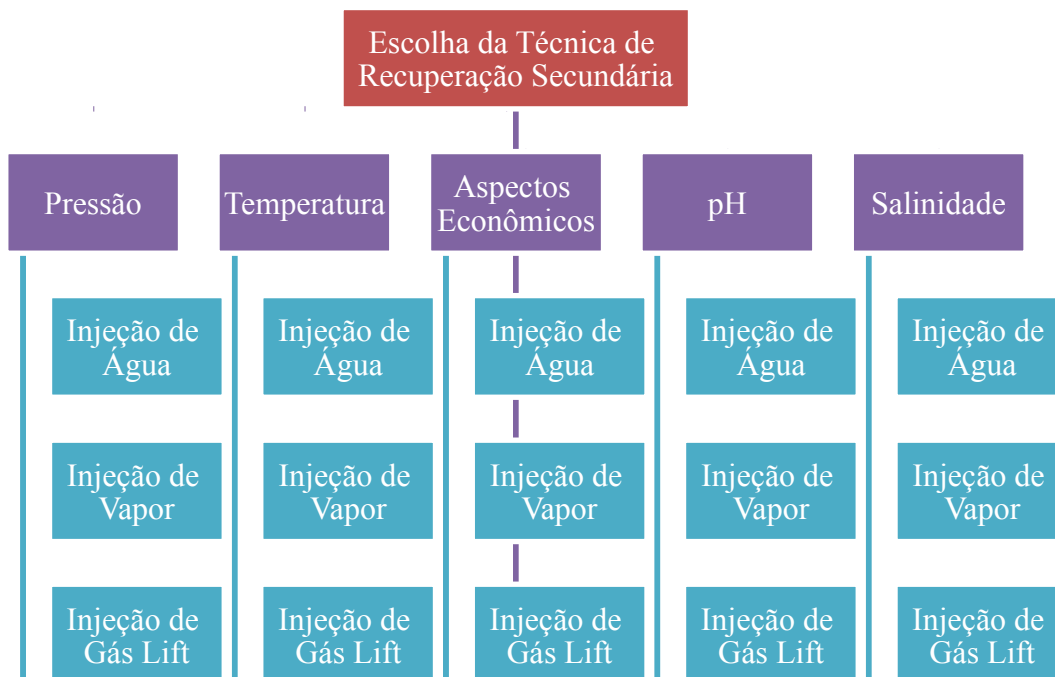 Escolha da Técnica de
Recuperação Secundária
Pressão
Temperatura
Aspectos
Econômicos
pH
Salinidade
Injeção de
Água
Injeção de
Água
Injeção de
Água
Injeção de
Água
Injeção de
Água
Injeção de
Vapor
Injeção de
Vapor
Injeção de
Vapor
Injeção de
Vapor
Injeção de
Vapor
Injeção de
Gás Lift
Injeção de
Gás Lift
Injeção de
Gás Lift
Injeção de
Gás Lift
Injeção de
Gás Lift